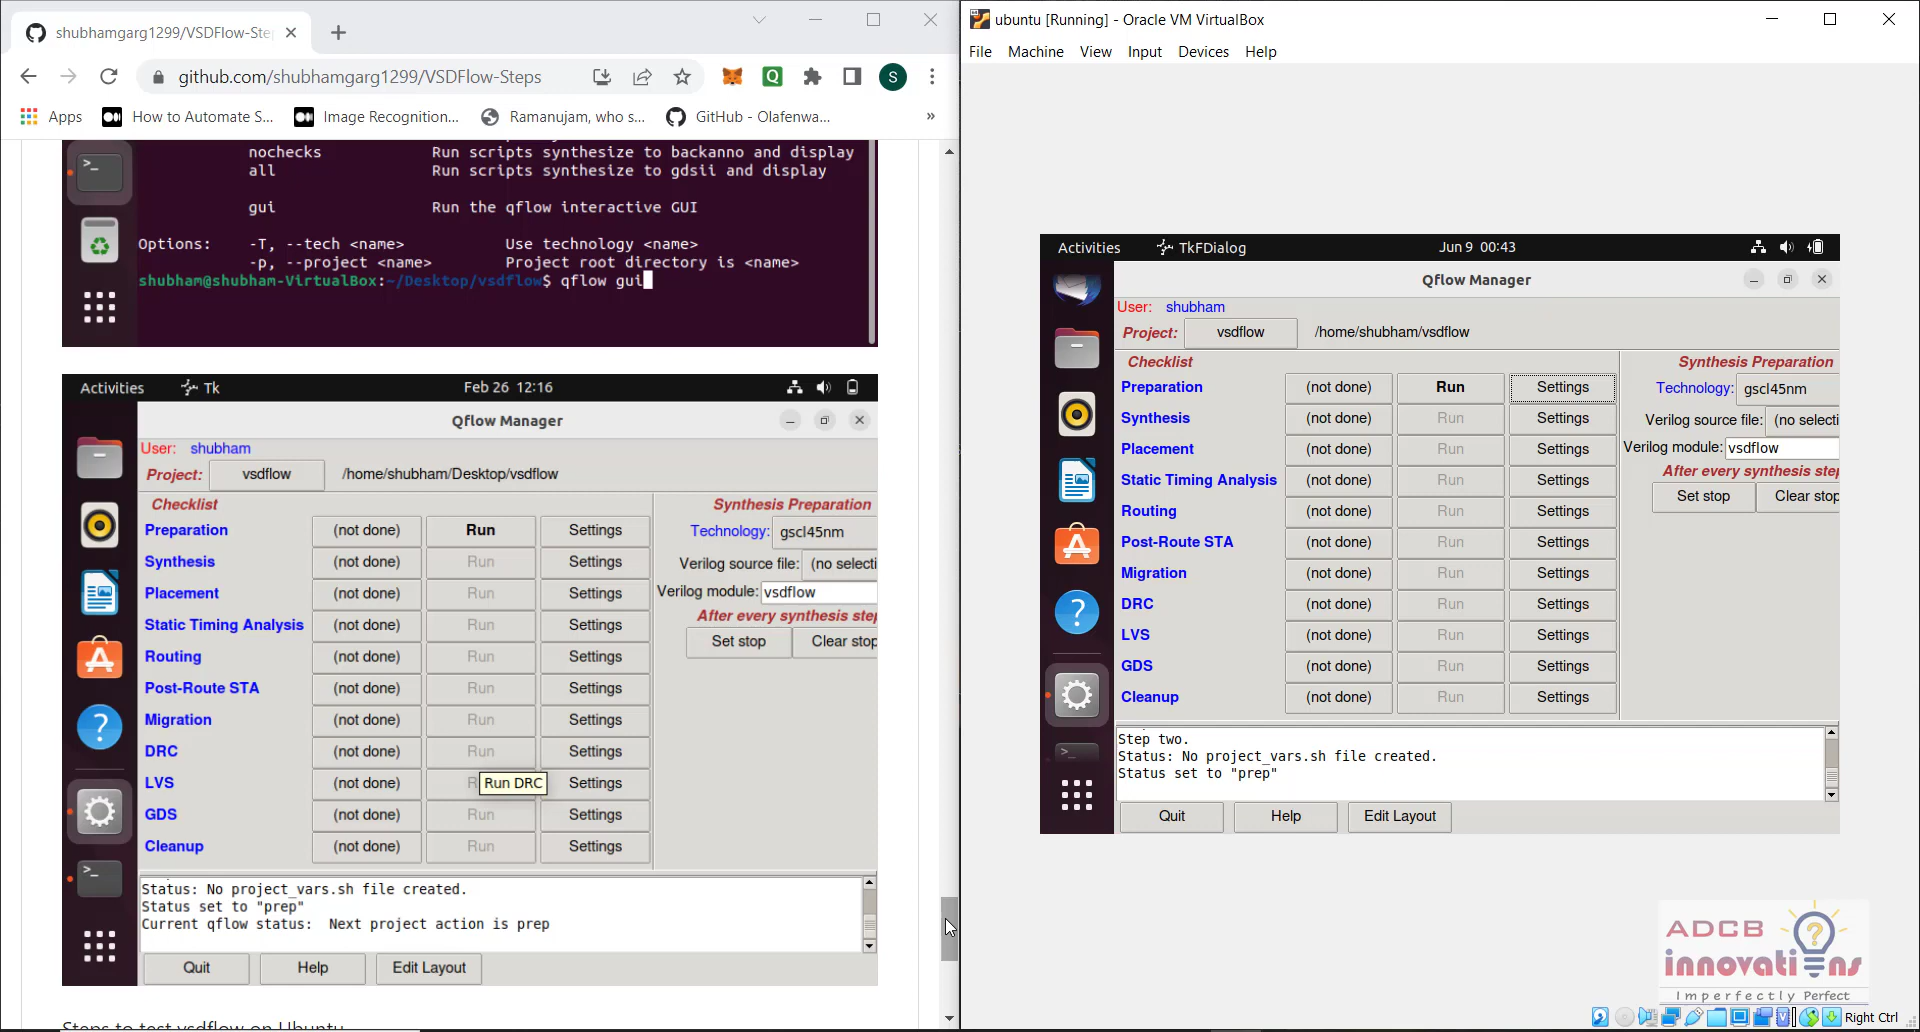 shubhamgarg1299/VSDFlow-Ste
github.com/shubhamgarg1299/VSDFlow-Steps
S
Apps
How to Automate S...
Image Recognition...
Ramanujam, who s...
GitHub - Olafenwa...
»
nochecks Run scripts synthesize to backanno and display
all Run scripts synthesize to gdsii and display
gui Run the qflow interactive GUI
Options: -T, --tech <name> Use technology <name>
-p, --project <name> Project root directory is <name>
shubham@shubham-VirtualBox:~/Desktop/vsdflow$ qflow gui
Activities Tk Feb 26 12:16
Qflow Manager
User: shubham
Project: vsdflow /home/shubham/Desktop/vsdflow
Checklist Synthesis Preparation
Preparation (not done) Run Settings Technology: gscl45nm
Synthesis (not done) Run Settings Verilog source file: (no selecti
Placement (not done) Run Settings Verilog module: vsdflow
Static Timing Analysis (not done) Run Settings After every synthesis step
Routing (not done) Run Settings Set stop Clear stop
Post-Route STA (not done) Run Settings
Migration (not done) Run Settings
DRC (not done) Run Settings
LVS (not done) R Run DRC Settings
GDS (not done) Run Settings
Cleanup (not done) Run Settings
Status: No project_vars.sh file created.
Status set to "prep"
Current qflow status: Next project action is prep
Quit Help Edit Layout
Steps to test vsdflow on Ubuntu
ubuntu [Running] - Oracle VM VirtualBox
File Machine View Input Devices Help
Activities TkFDialog Jun 9 00:43
Qflow Manager
User: shubham
Project: vsdflow /home/shubham/vsdflow
Checklist Synthesis Preparation
Preparation (not done) Run Settings Technology: gscl45nm
Synthesis (not done) Run Settings Verilog source file: (no selecti
Placement (not done) Run Settings Verilog module: vsdflow
Static Timing Analysis (not done) Run Settings After every synthesis step
Routing (not done) Run Settings Set stop Clear stop
Post-Route STA (not done) Run Settings
Migration (not done) Run Settings
DRC (not done) Run Settings
LVS (not done) Run Settings
GDS (not done) Run Settings
Cleanup (not done) Run Settings
Step two.
Status: No project_vars.sh file created.
Status set to "prep"
Quit Help Edit Layout
ADCB
innovations
Imperfectly Perfect
Right Ctrl